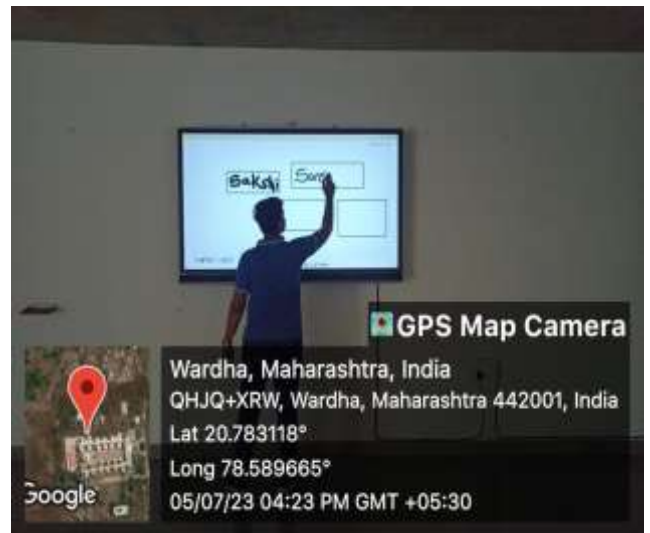 Sakshi
GPS Map Camera
Wardha, Maharashtra, India
QHJQ+XRW, Wardha, Maharashtra 442001, India
Lat 20.783118°
Long 78.589665°
05/07/23 04:23 PM GMT +05:30
Google